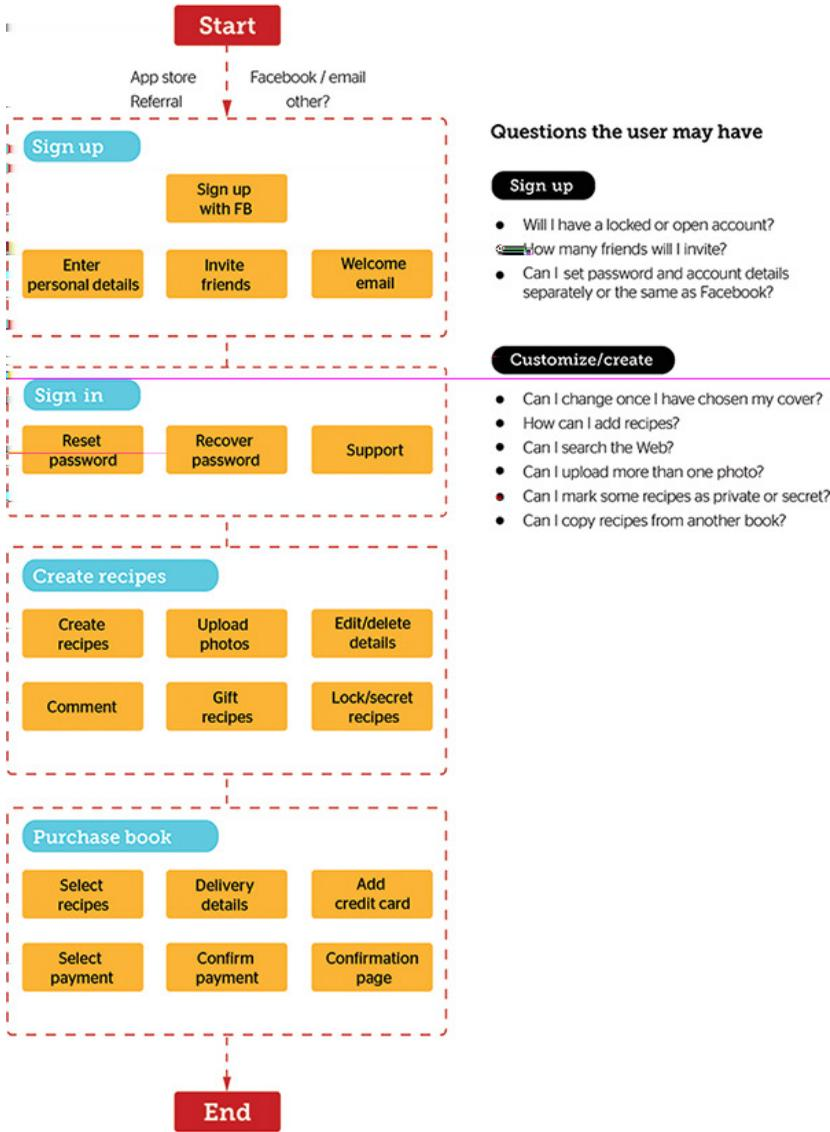 Start
App store
Referral
Facebook / email
other?
Sign up
Sign up
with FB
Enter
personal details
Invite
friends
Welcome
email
Sign in
Reset
password
Recover
password
Support
Create recipes
Create
recipes
Upload
photos
Edit/delete
details
Comment
Gift
recipes
Lock/secret
recipes
Purchase book
Select
recipes
Delivery
details
Add
credit card
Select
payment
Confirm
payment
Confirmation
page
End
Questions the user may have
Sign up
• Will I have a locked or open account?
• How many friends will I invite?
• Can I set password and account details
separately or the same as Facebook?
Customize/create
• Can I change once I have chosen my cover?
• How can I add recipes?
• Can I search the Web?
• Can I upload more than one photo?
• Can I mark some recipes as private or secret?
• Can I copy recipes from another book?